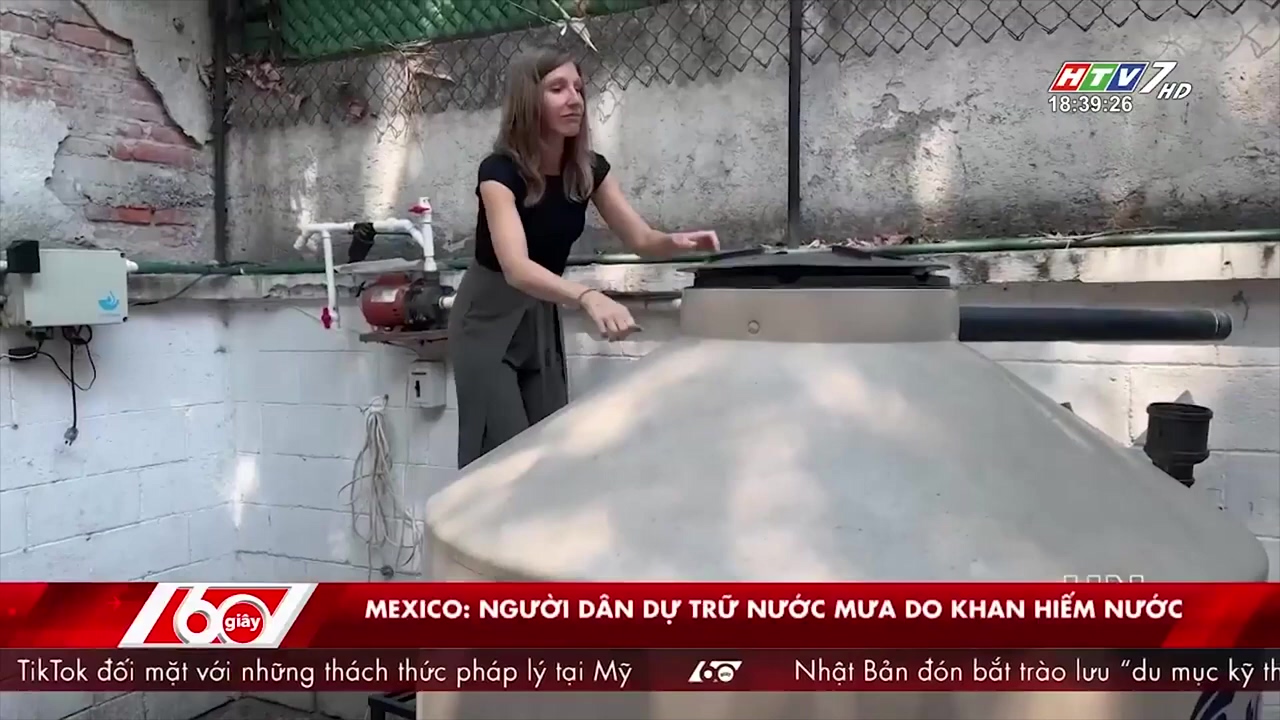 HTV7 HD
18:39:26
60 giây
MEXICO: NGƯỜI DÂN DỰ TRỮ NƯỚC MƯA DO KHAN HIẾM NƯỚC
TikTok đối mặt với những thách thức pháp lý tại Mỹ
60 giây
Nhật Bản đón bắt trào lưu “du mục kỹ